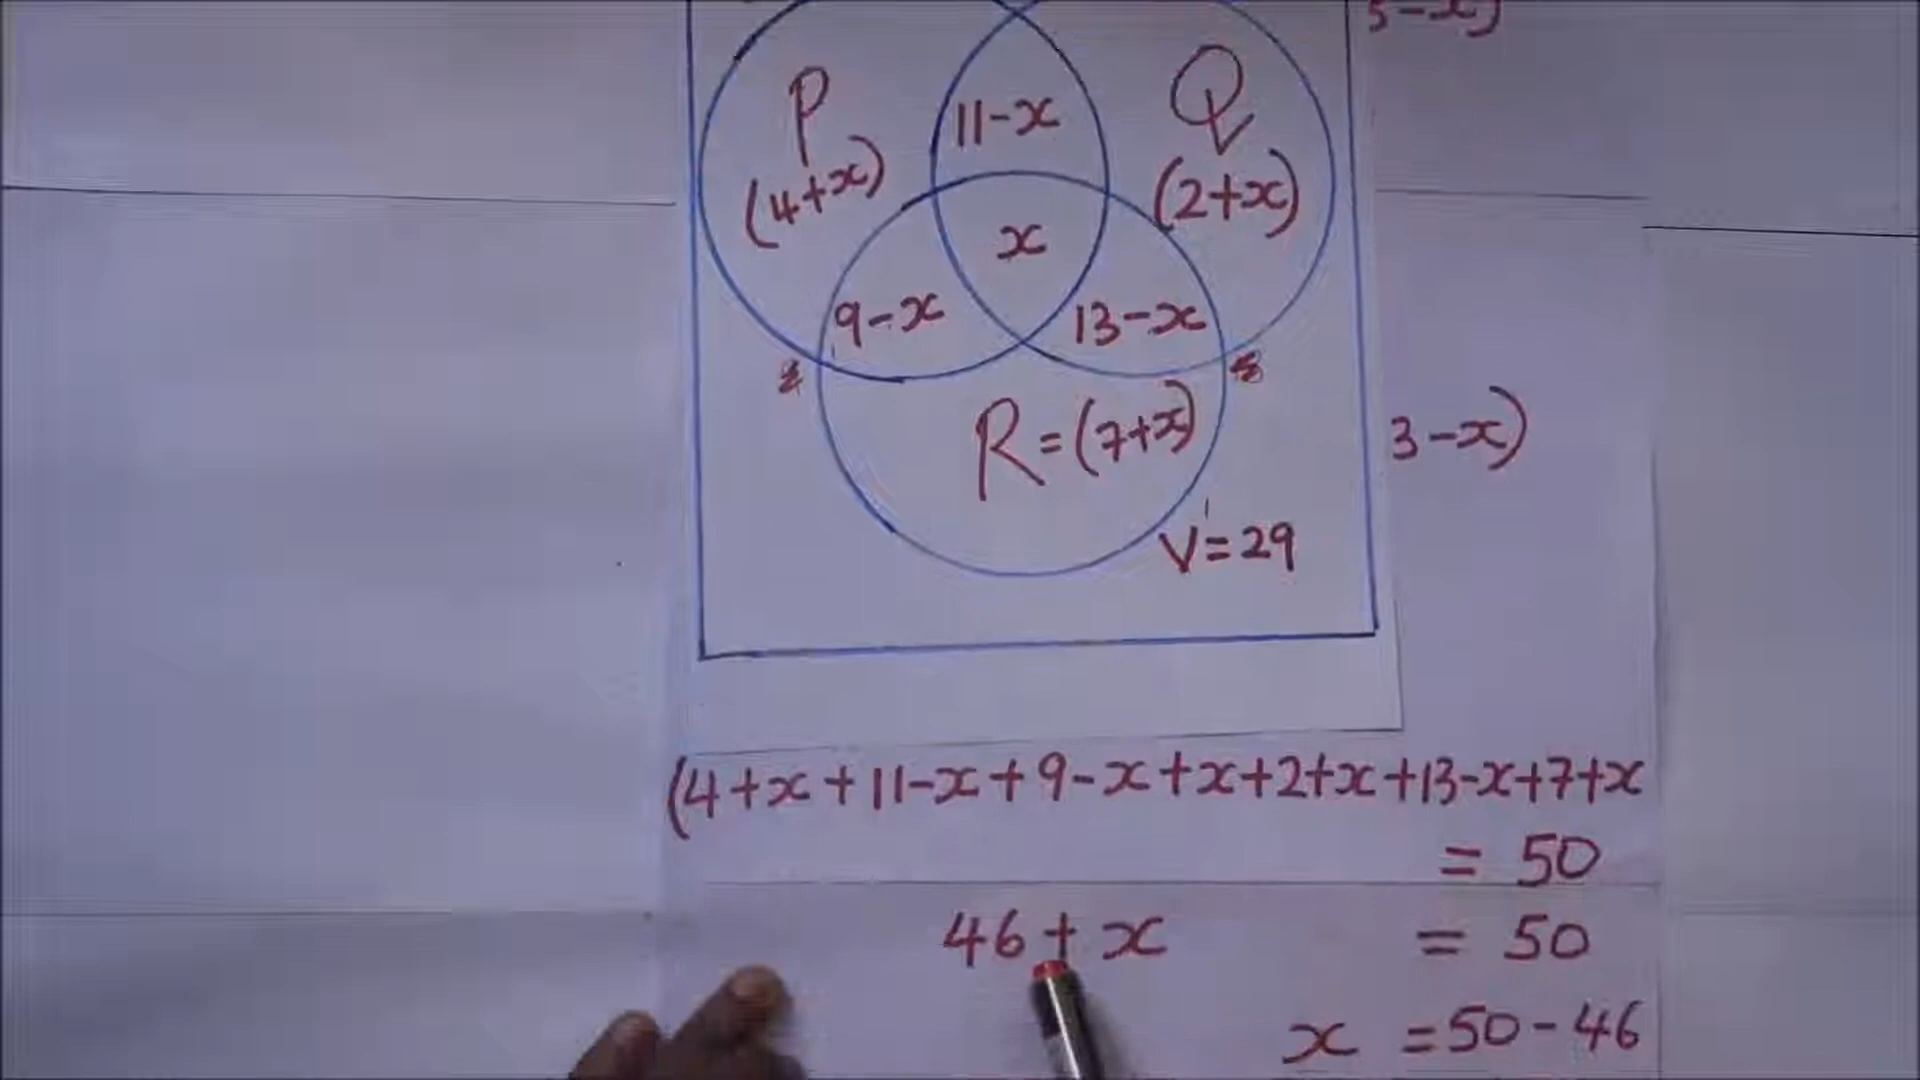 5-x)
P
11-x
Q
(4+x)
(2+x)
x
9-x
13-x
R=(7+x)
3-x)
V=29
(4+x+11-x+9-x+x+2+x+13-x+7+x
= 50
46+x = 50
x =50-46